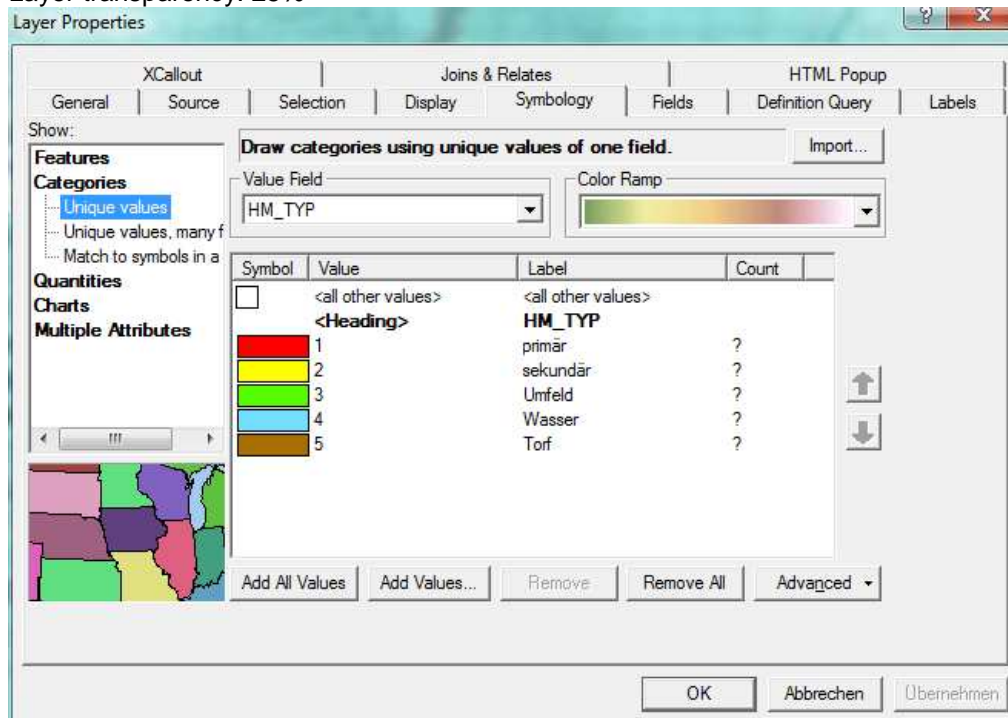 Layer Properties
XCallout Joins & Relates HTML Popup
General Source Selection Display Symbology Fields Definition Query Labels
Show:
Features
Categories
Unique values
Unique values, many f
Match to symbols in a
Quantities
Charts
Multiple Attributes
Draw categories using unique values of one field. Import...
Value Field Color Ramp
HM_TYP
Symbol Value Label Count
<all other values> <all other values>
<Heading> HM_TYP
1 primär ?
2 sekundär ?
3 Umfeld ?
4 Wasser ?
5 Torf ?
Add All Values Add Values... Remove Remove All Advanced
OK Abbrechen Übernehmen